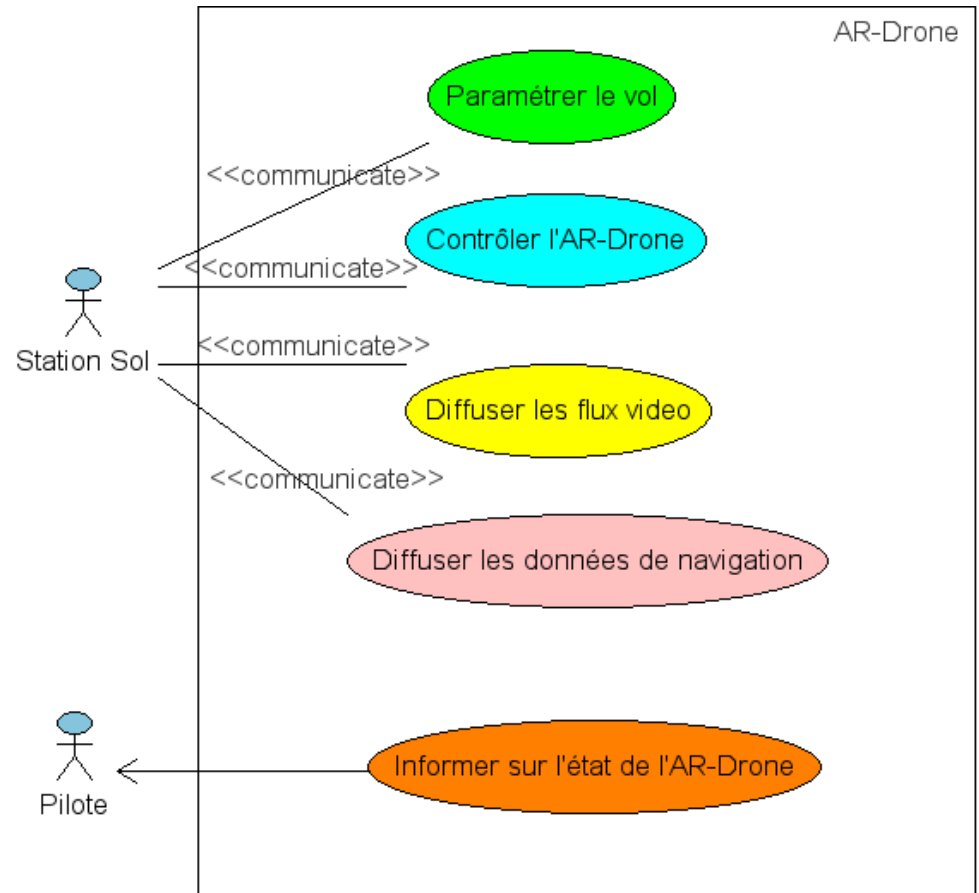 AR-Drone
Paramétrer le vol
<<communicate>>
Contrôler l'AR-Drone
<<communicate>>
Station Sol
<<communicate>>
Diffuser les flux video
<<communicate>>
Diffuser les données de navigation
Informer sur l'état de l'AR-Drone
Pilote